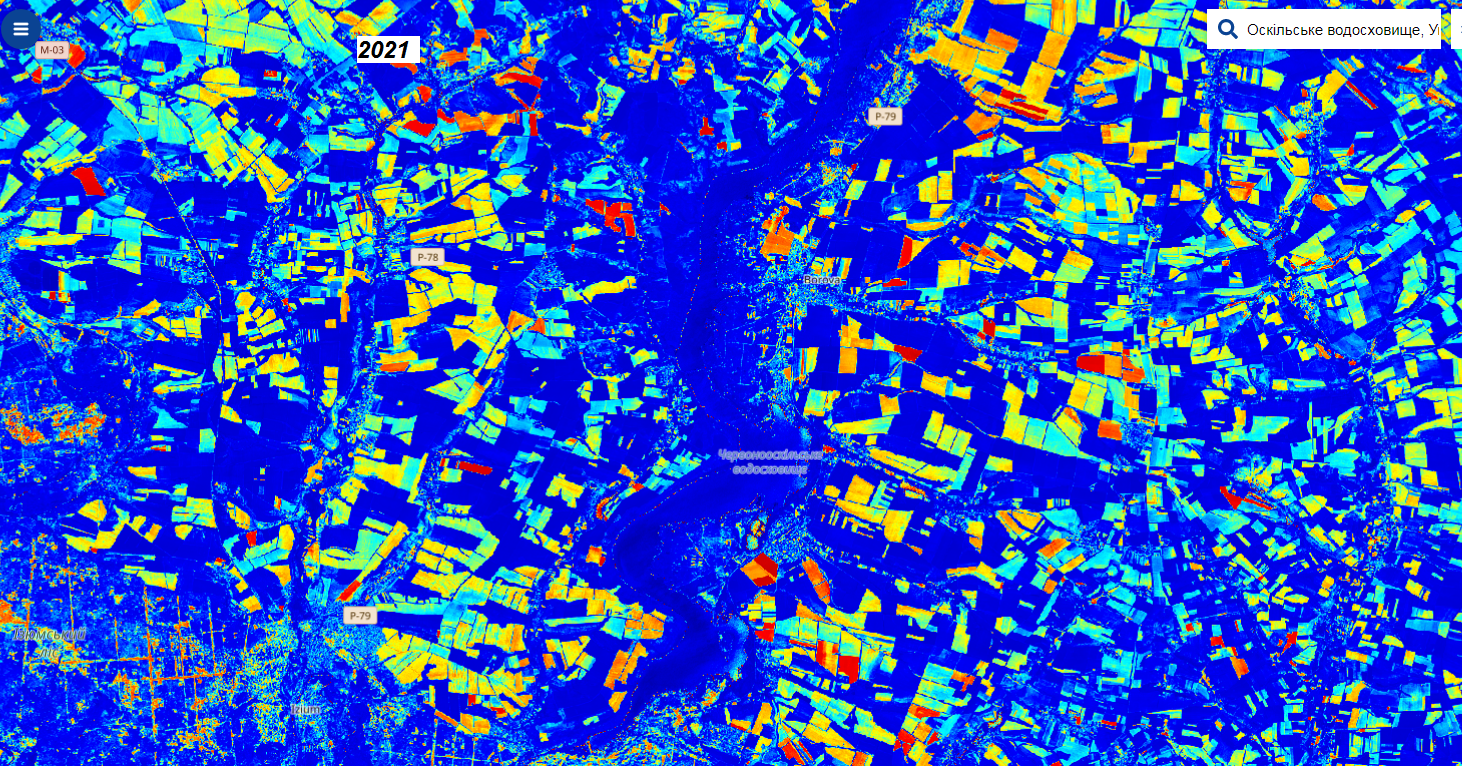 M-03
2021
Оскільське водосховище, Ук
P-79
P-78
Borova
Червонооскільське
водосховище
P-79
Izium